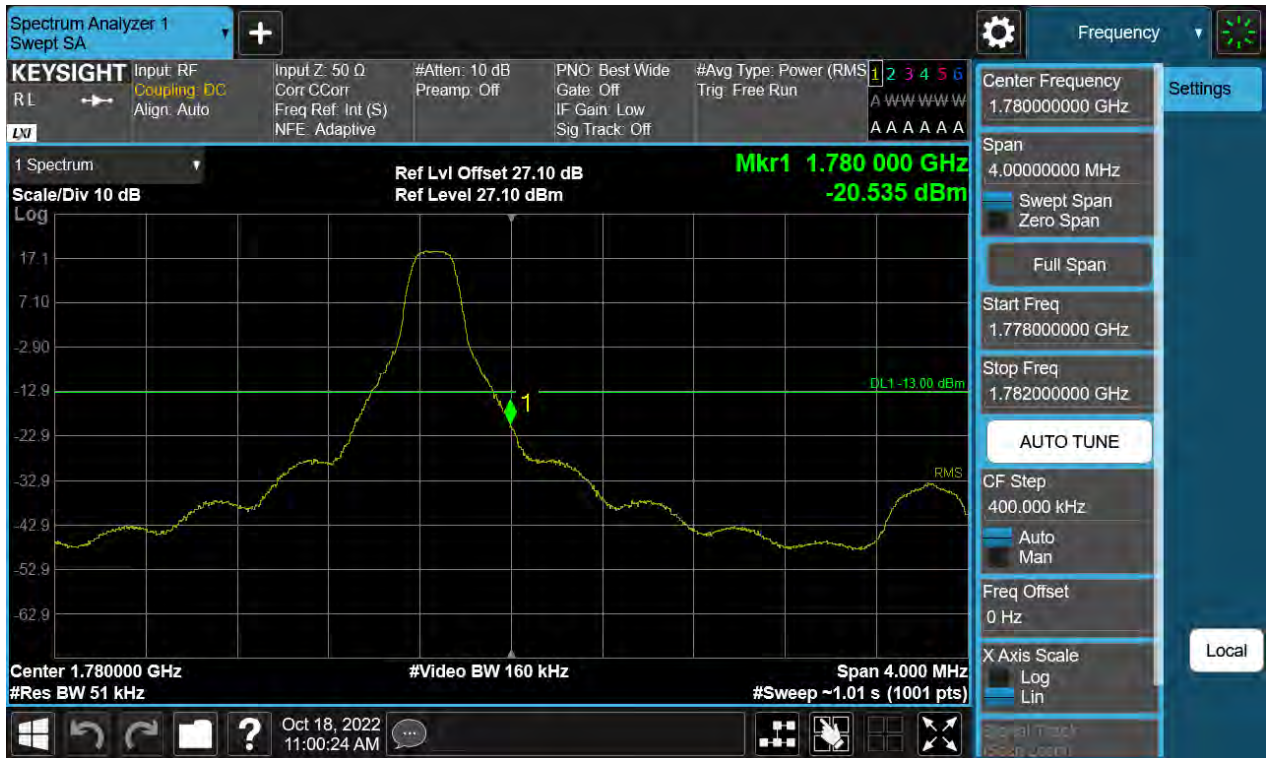 Spectrum Analyzer 1
Swept SA
+
Frequency
KEYSIGHT
RL
LXI
Input: RF
Coupling: DC
Align: Auto
Input Z: 50 Ω
Corr CCorr
Freq Ref: Int (S)
NFE: Adaptive
#Atten: 10 dB
Preamp: Off
PNO: Best Wide
Gate: Off
IF Gain: Low
Sig Track: Off
#Avg Type: Power (RMS
Trig: Free Run
1 2 3 4 5 6
A W W W W W
A A A A A A
1 Spectrum
Scale/Div 10 dB
Log
Ref Lvl Offset 27.10 dB
Ref Level 27.10 dBm
Mkr1 1.780 000 GHz
-20.535 dBm
17.1
7.10
-2.90
-12.9
-22.9
-32.9
-42.9
-52.9
-62.9
DL1 -13.00 dBm
1
RMS
Center 1.780000 GHz
#Res BW 51 kHz
#Video BW 160 kHz
Span 4.000 MHz
#Sweep ~1.01 s (1001 pts)
Center Frequency
1.780000000 GHz
Span
4.00000000 MHz
Swept Span
Zero Span
Full Span
Start Freq
1.778000000 GHz
Stop Freq
1.782000000 GHz
AUTO TUNE
CF Step
400.000 kHz
Auto
Man
Freq Offset
0 Hz
X Axis Scale
Log
Lin
Signal Track
(Span Zoom)
Settings
Local
?
Oct 18, 2022
11:00:24 AM